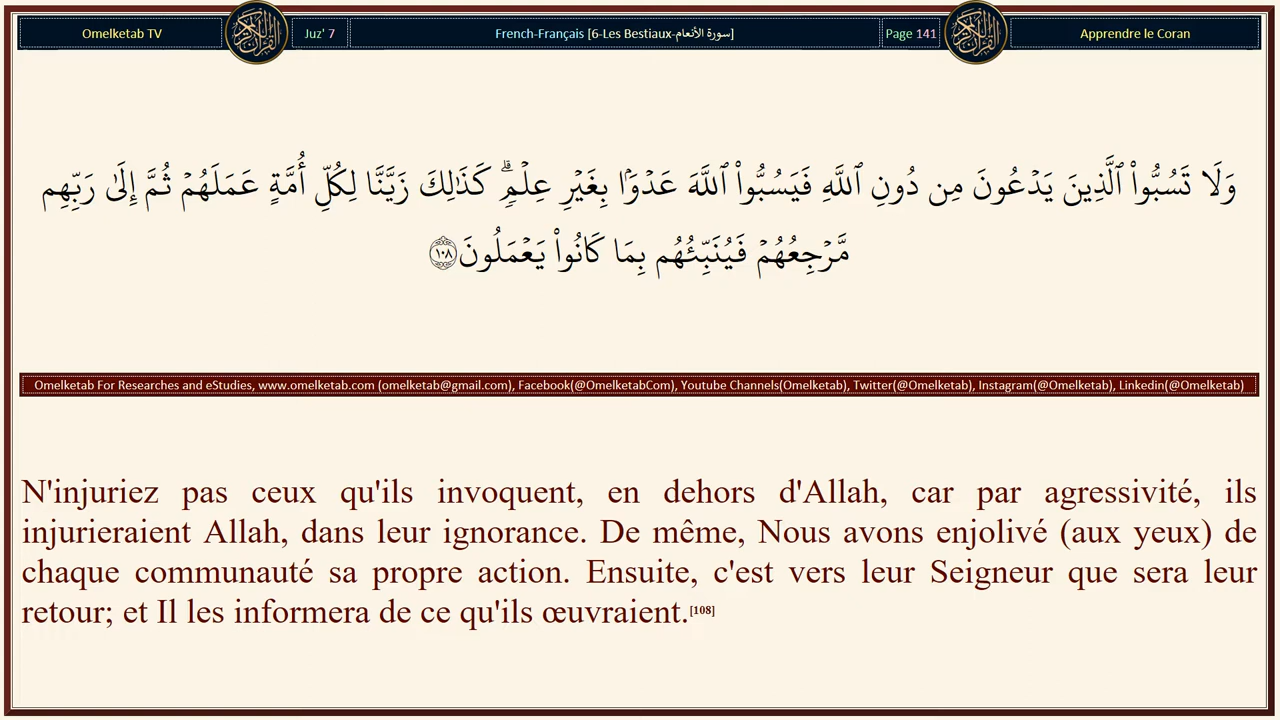 Omelketab TV
Juz' 7
French-Français [6-Les Bestiaux-سورة الأنعام]
Page 141
Apprendre le Coran
وَلَا تَسُبُّوا۟ ٱلَّذِينَ يَدْعُونَ مِن دُونِ ٱللَّهِ فَيَسُبُّوا۟ ٱللَّهَ عَدْوًۢا بِغَيْرِ عِلْمٍۢ ۗ كَذَٰلِكَ زَيَّنَّا لِكُلِّ أُمَّةٍ عَمَلَهُمْ ثُمَّ إِلَىٰ رَبِّهِم
مَّرْجِعُهُمْ فَيُنَبِّئُهُم بِمَا كَانُوا۟ يَعْمَلُونَ ١٠٨
Omelketab For Researches and eStudies, www.omelketab.com (omelketab@gmail.com), Facebook(@OmelketabCom), Youtube Channels(Omelketab), Twitter(@Omelketab), Instagram(@Omelketab), Linkedin(@Omelketab)
N'injuriez pas ceux qu'ils invoquent, en dehors d'Allah, car par agressivité, ils
injurieraient Allah, dans leur ignorance. De même, Nous avons enjolivé (aux yeux) de
chaque communauté sa propre action. Ensuite, c'est vers leur Seigneur que sera leur
retour; et Il les informera de ce qu'ils œuvraient.[108]